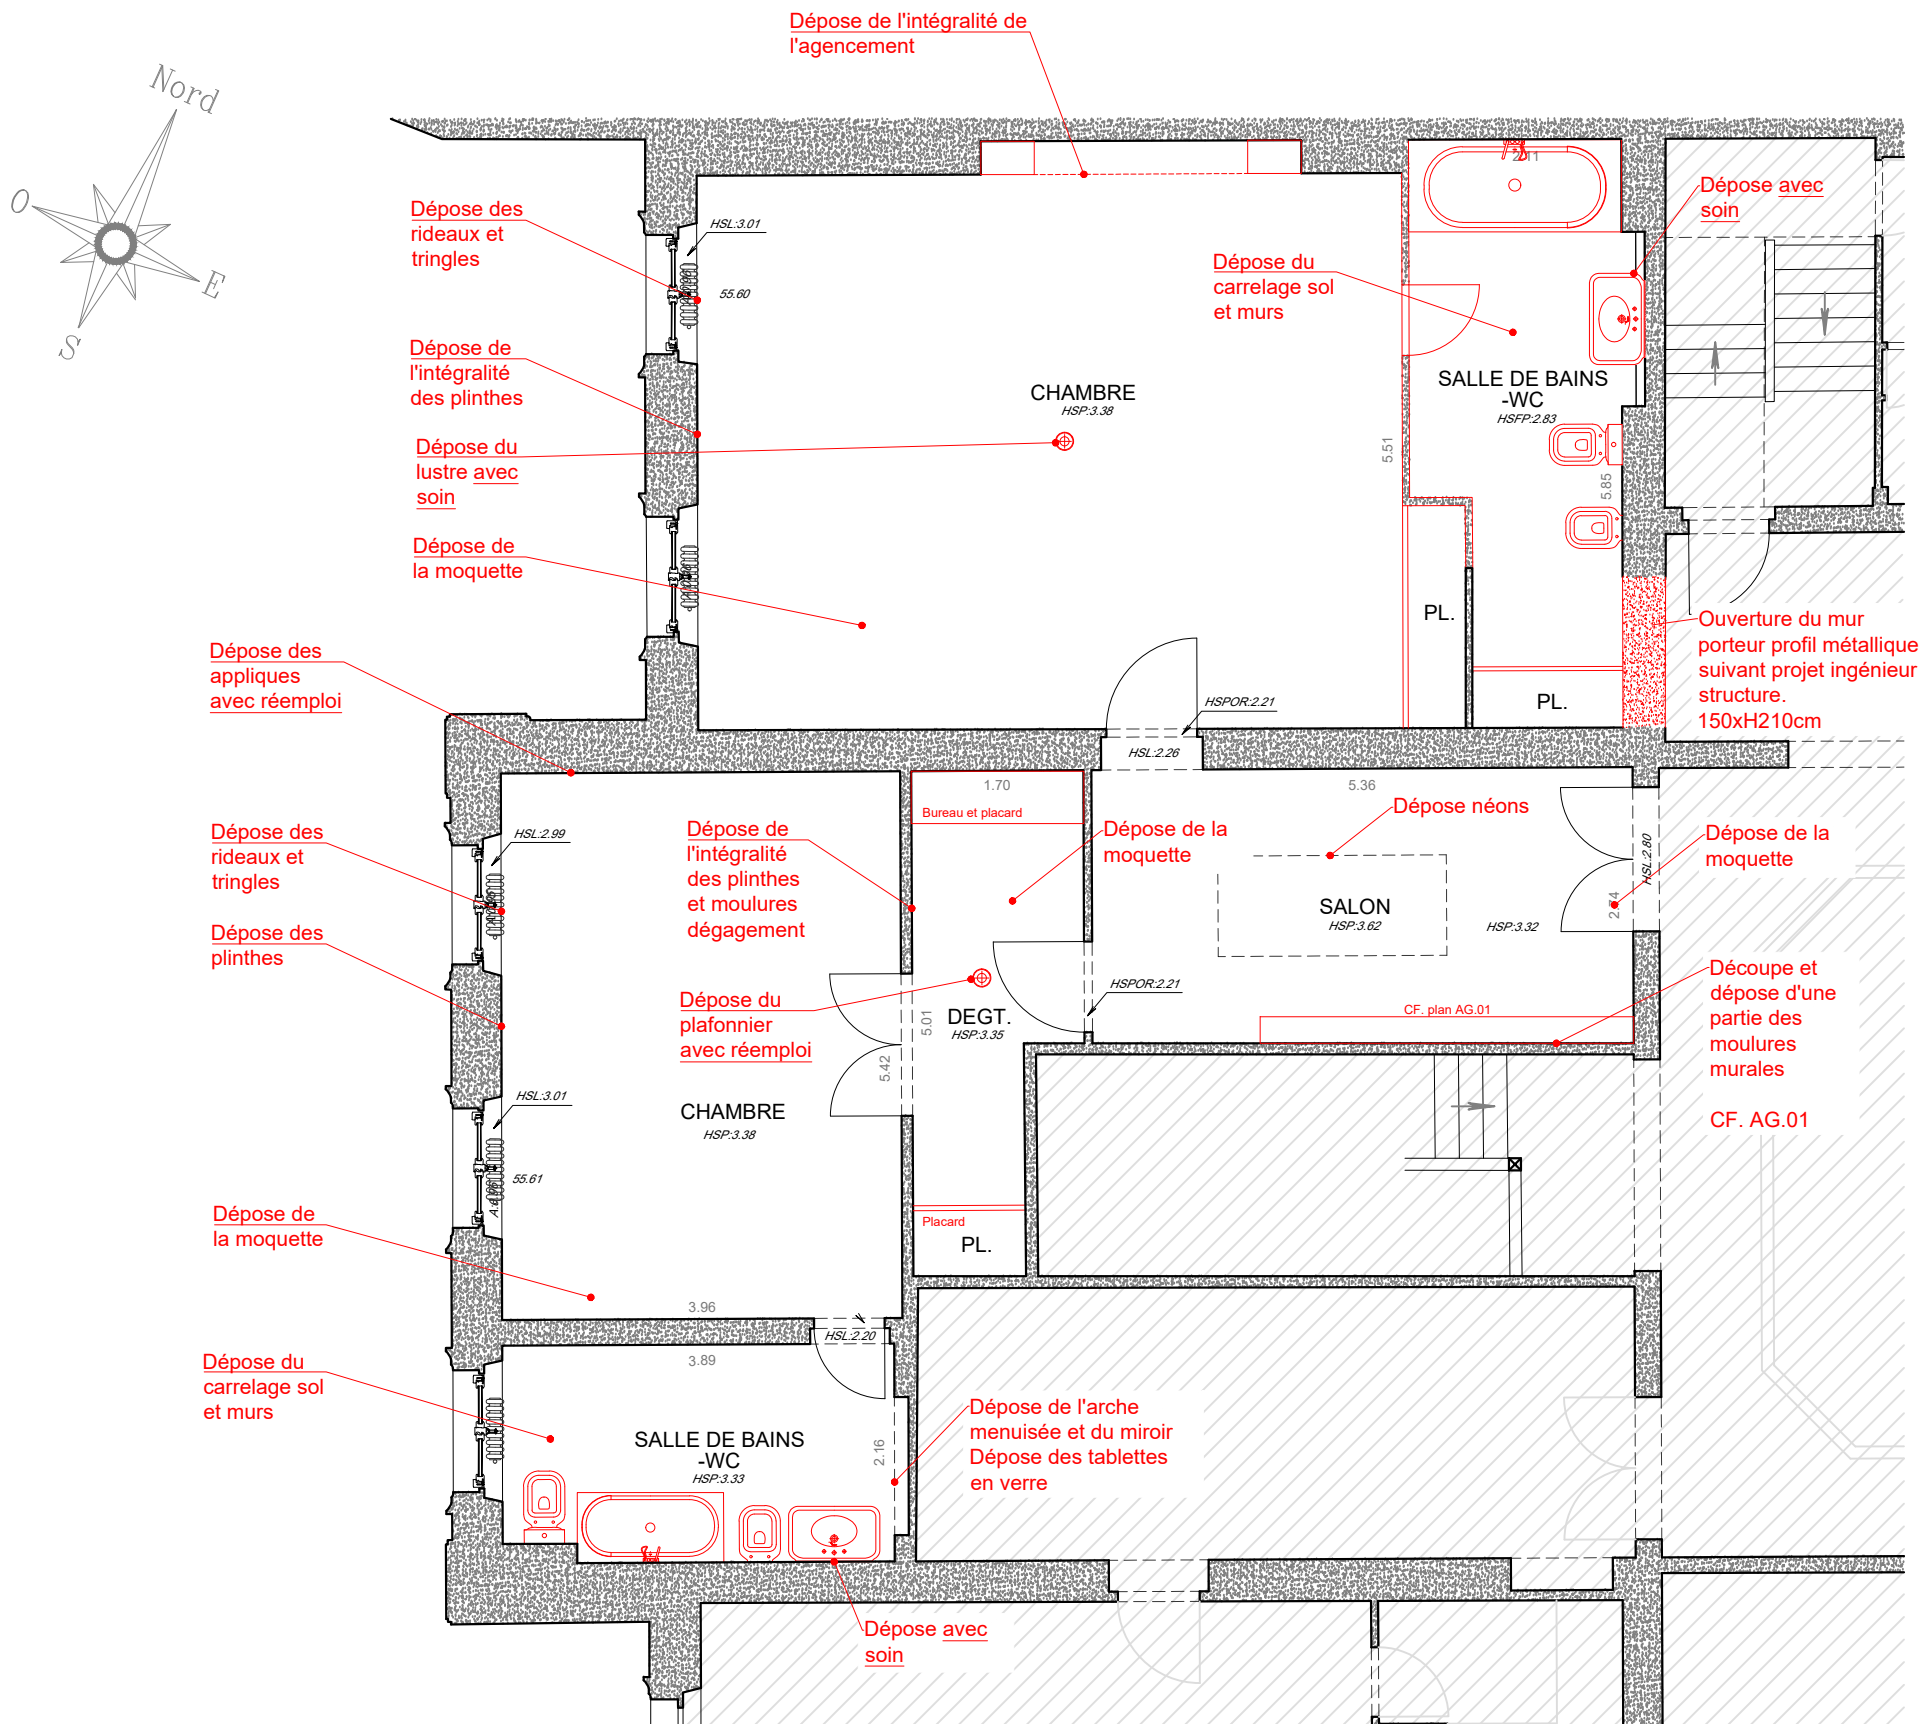 Dépose de l'intégralité de
l'agencement
Nord
O
E
S
Dépose des
rideaux et
tringles
HSL:3.01
55.60
Dépose de
l'intégralité
des plinthes
Dépose du
lustre avec
soin
Dépose de
la moquette
CHAMBRE
HSP:3.38
5.51
2.11
Dépose du
carrelage sol
et murs
Dépose avec
soin
SALLE DE BAINS
-WC
HSFP:2.83
5.85
PL.
PL.
Ouverture du mur
porteur profil métallique
suivant projet ingénieur
structure.
150xH210cm
HSPOR:2.21
HSL:2.26
Dépose des
appliques
avec réemploi
Dépose des
rideaux et
tringles
HSL:2.99
Dépose des
plinthes
Dépose de
l'intégralité
des plinthes
et moulures
dégagement
1.70
Bureau et placard
Dépose de la
moquette
5.36
Dépose néons
Dépose de la
moquette
HSL:2.80
2.74
SALON
HSP:3.62
HSP:3.32
HSPOR:2.21
Dépose du
plafonnier
avec réemploi
5.01
DEGT.
HSP:3.35
5.42
CF. plan AG.01
Découpe et
dépose d'une
partie des
moulures
murales
CF. AG.01
HSL:3.01
55.61
CHAMBRE
HSP:3.38
Dépose de
la moquette
Placard
PL.
3.96
HSL:2.20
3.89
Dépose du
carrelage sol
et murs
SALLE DE BAINS
-WC
HSP:3.33
2.16
Dépose de l'arche
menuisée et du miroir
Dépose des tablettes
en verre
Dépose avec
soin